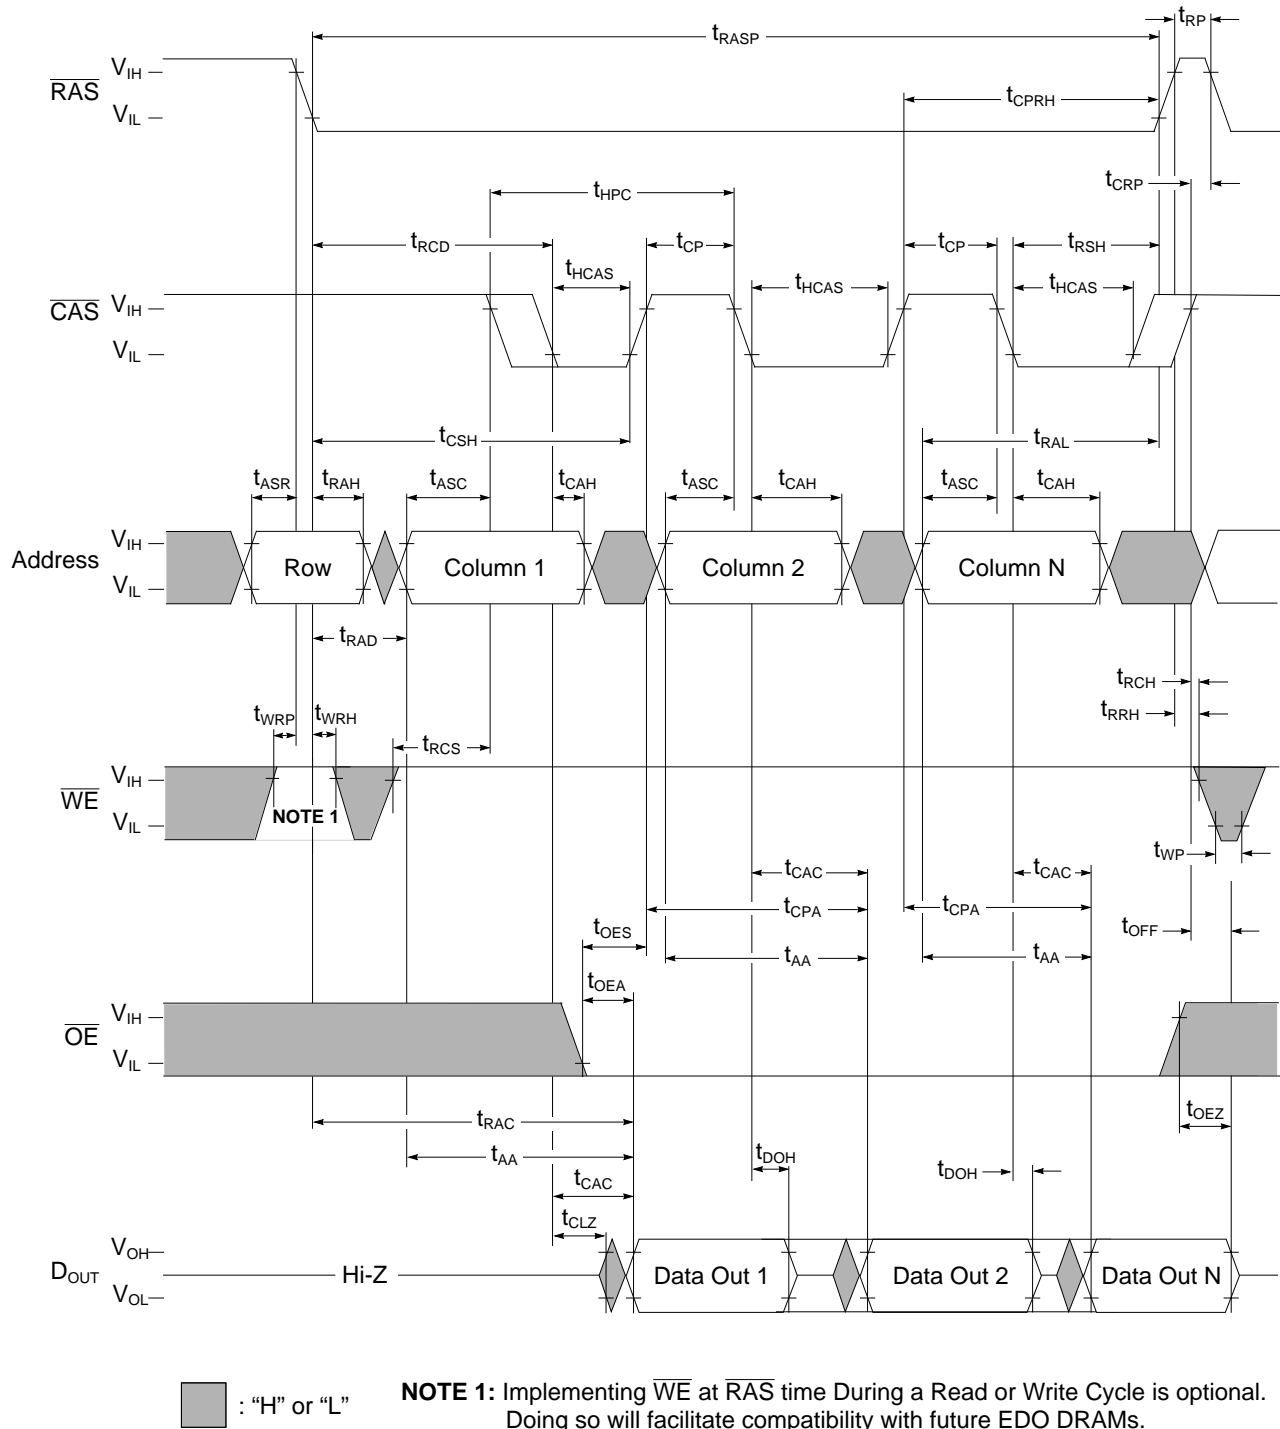 tRP
tRASP
RAS VIH
VIL
tCPRH
tCRP
tHPC
tRCD tCP tCP tRSH
tHCAS tHCAS tHCAS
CAS VIH
VIL
tCSH tRAL
tASR tRAH tASC tCAH tASC tCAH tASC tCAH
Address VIH
VIL
Row Column 1 Column 2 Column N
tRAD
tRCH
tWRP tWRH tRRH
tRCS
WE VIH
VIL
NOTE 1
tWP
tCAC tCAC
tCPA tCPA
tOES tOFF
tAA tAA
tOEA
OE VIH
VIL
tRAC tOEZ
tAA tDOH tDOH
tCAC
tCLZ
DOUT VOH
VOL
Hi-Z Data Out 1 Data Out 2 Data Out N
: “H” or “L”
NOTE 1: Implementing WE at RAS time During a Read or Write Cycle is optional.
Doing so will facilitate compatibility with future EDO DRAMs.